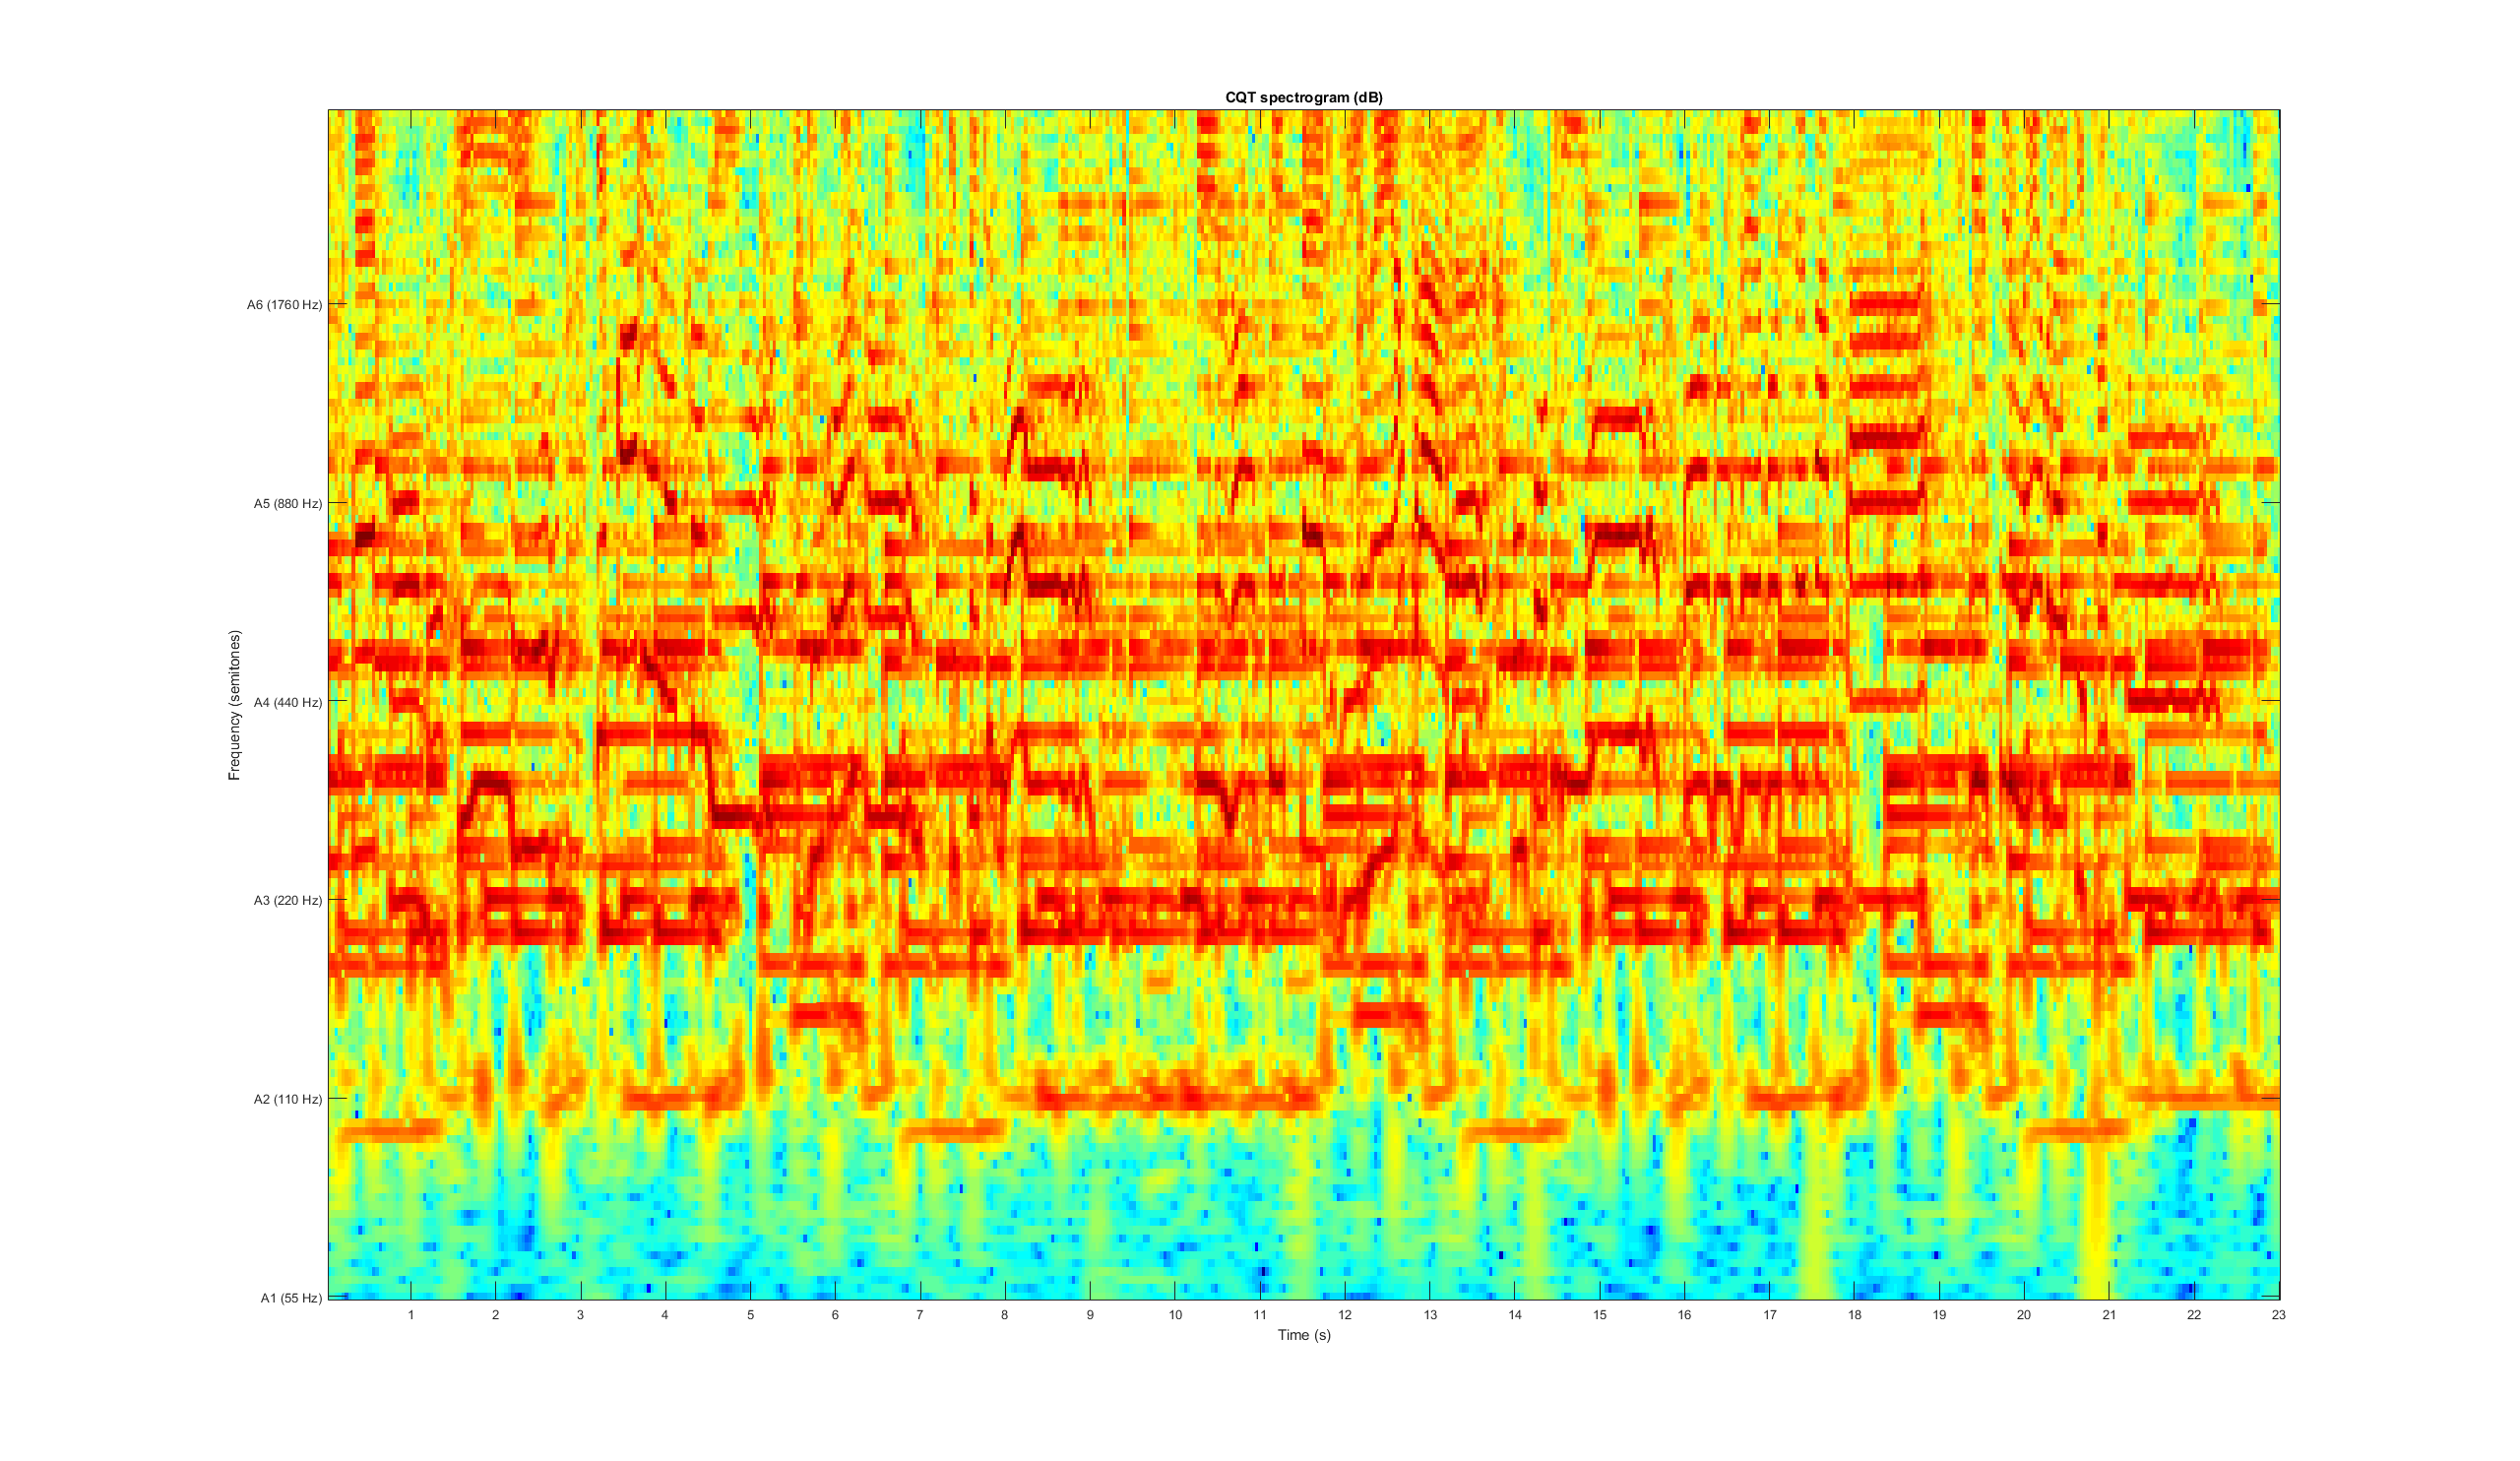 CQT spectrogram (dB)
Frequency (semitones)
A6 (1760 Hz)
A5 (880 Hz)
A4 (440 Hz)
A3 (220 Hz)
A2 (110 Hz)
A1 (55 Hz)
1 2 3 4 5 6 7 8 9 10 11 12 13 14 15 16 17 18 19 20 21 22 23
Time (s)